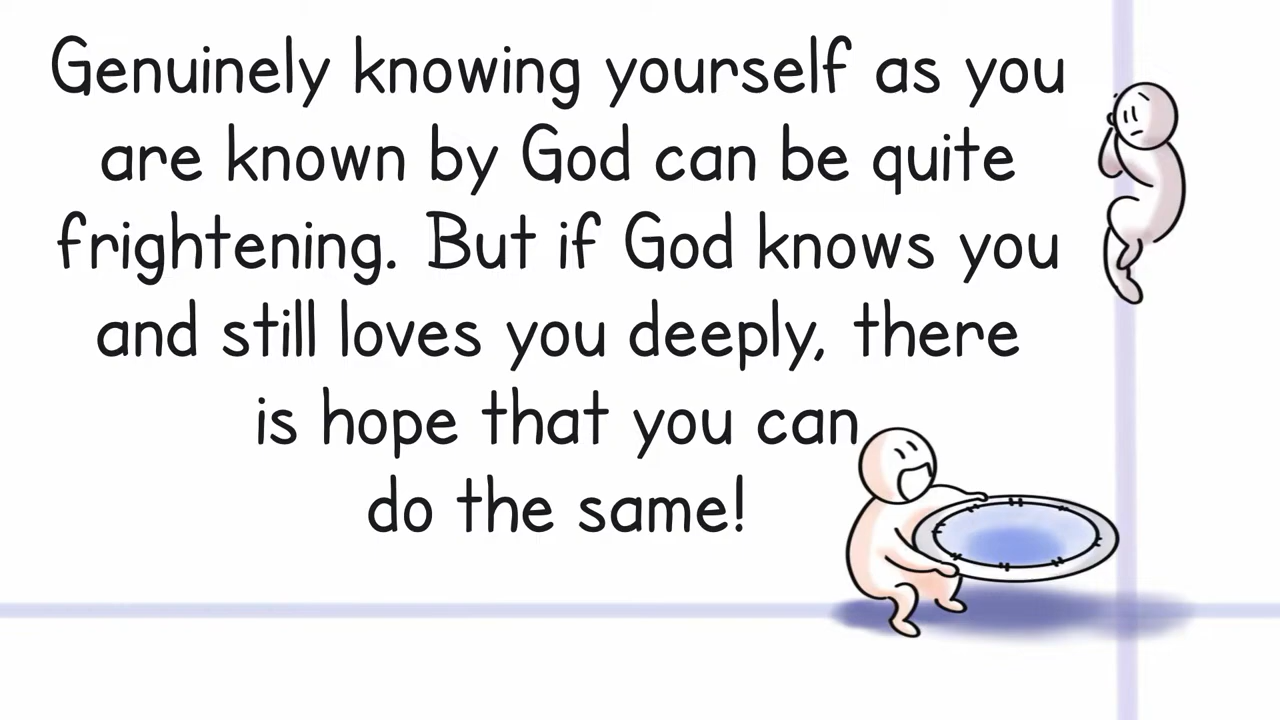 Genuinely knowing yourself as you
are known by God can be quite
frightening. But if God knows you
and still loves you deeply, there
is hope that you can
do the same!